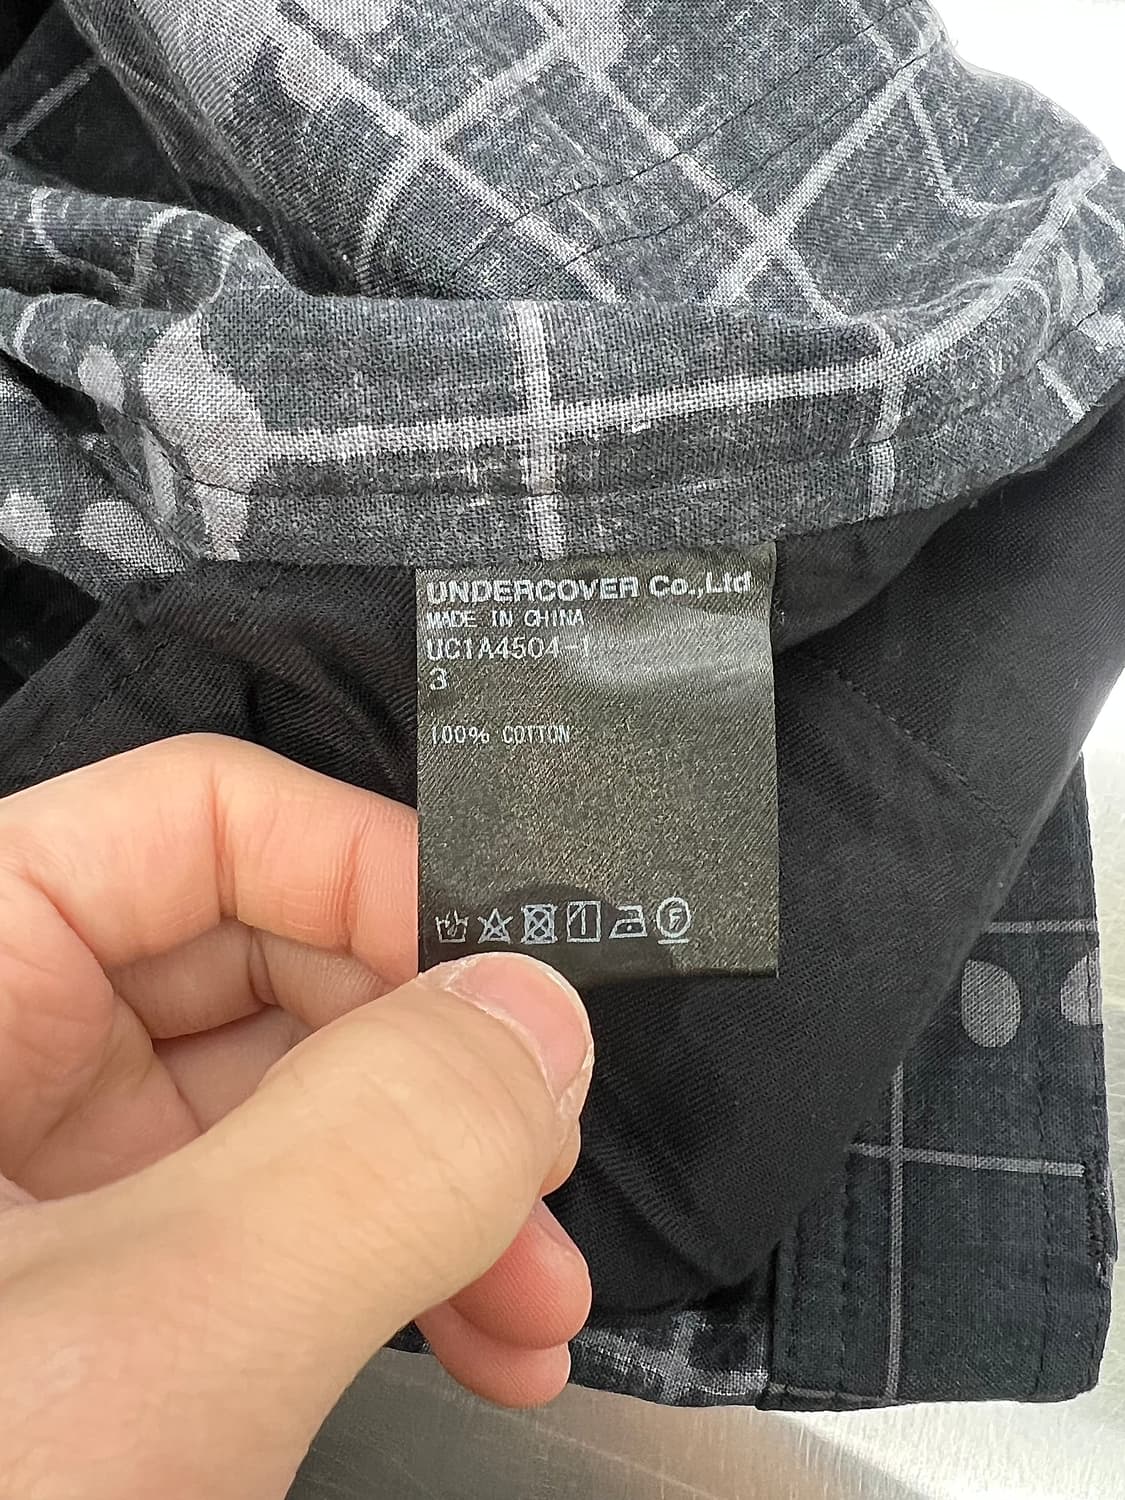 UNDERCOVER Co.,Ltd
MADE IN CHINA
UC1A4504-1
3
100% COTTON
F